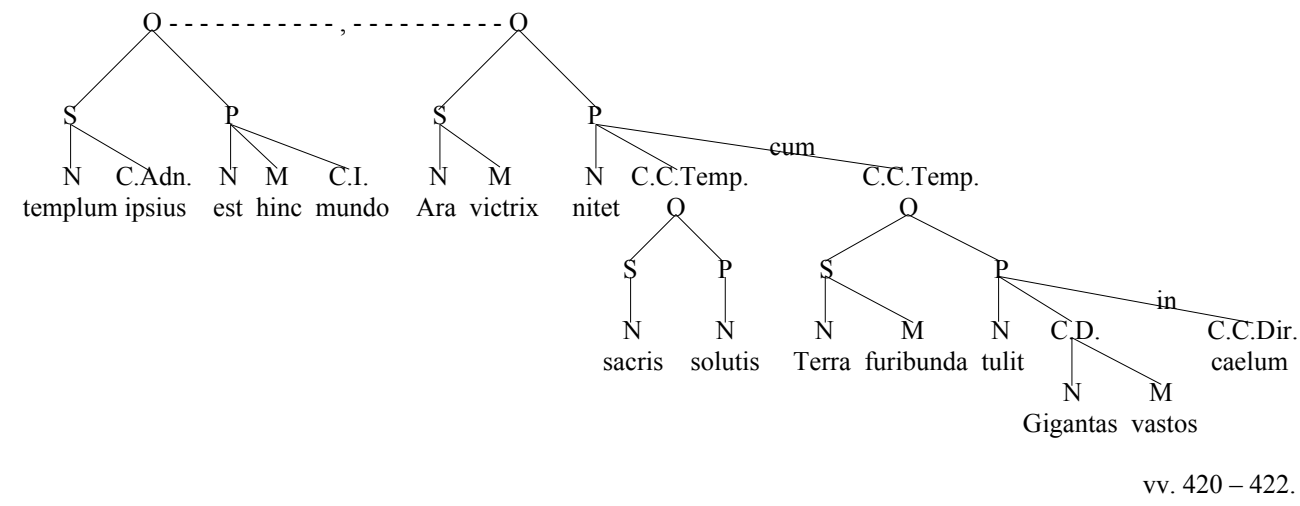 O - - - - - - - - - - - , - - - - - - - - - - O
S P S P
cum
N C.Adn. N M C.I. N M N C.C.Temp. C.C.Temp.
templum ipsius est hinc mundo Ara victrix nitet
O O
S P S P
in
N N N M N C.D. C.C.Dir.
sacris solutis Terra furibunda tulit caelum
N M
Gigantas vastos
vv. 420 – 422.